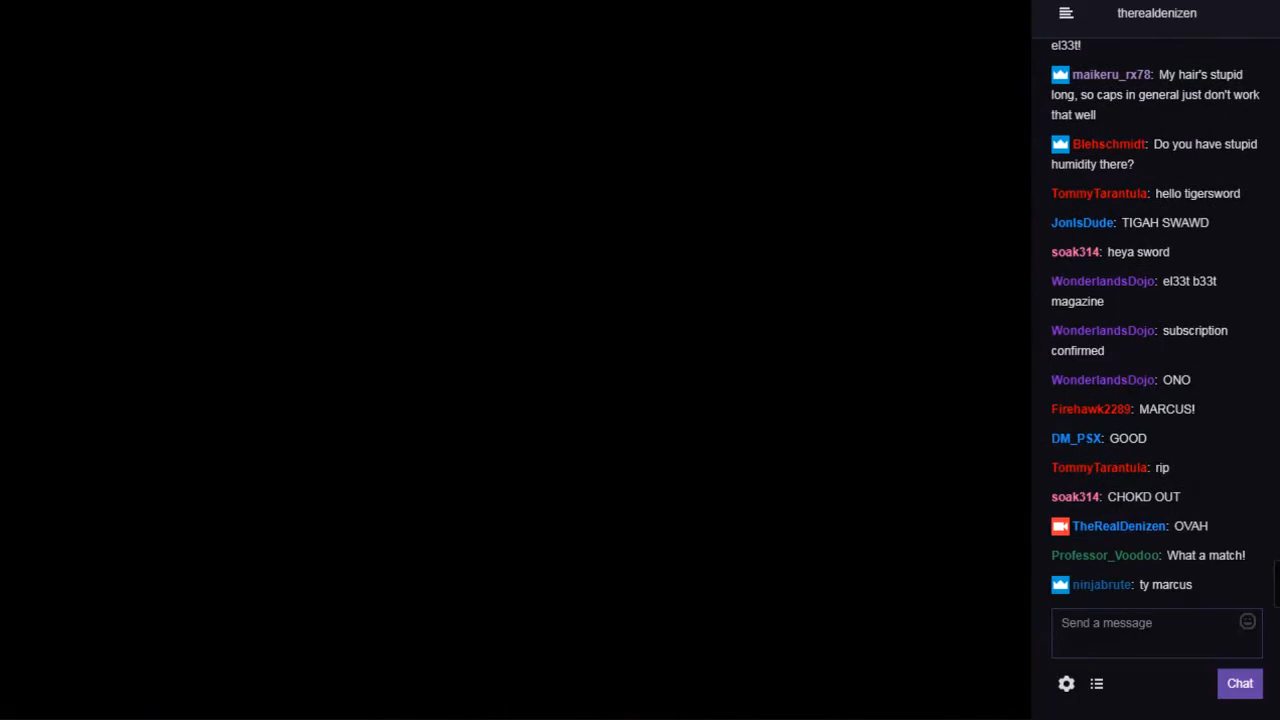 therealdenizen
el33t!
maikeru_rx78: My hair's stupid
long, so caps in general just don't work
that well
Blehschmidt: Do you have stupid
humidity there?
TommyTarantula: hello tigersword
JonIsDude: TIGAH SWAWD
soak314: heya sword
WonderlandsDojo: el33t b33t
magazine
WonderlandsDojo: subscription
confirmed
WonderlandsDojo: ONO
Firehawk2289: MARCUS!
DM_PSX: GOOD
TommyTarantula: rip
soak314: CHOKD OUT
TheRealDenizen: OVAH
Professor_Voodoo: What a match!
ninjabrute: ty marcus
Send a message
Chat